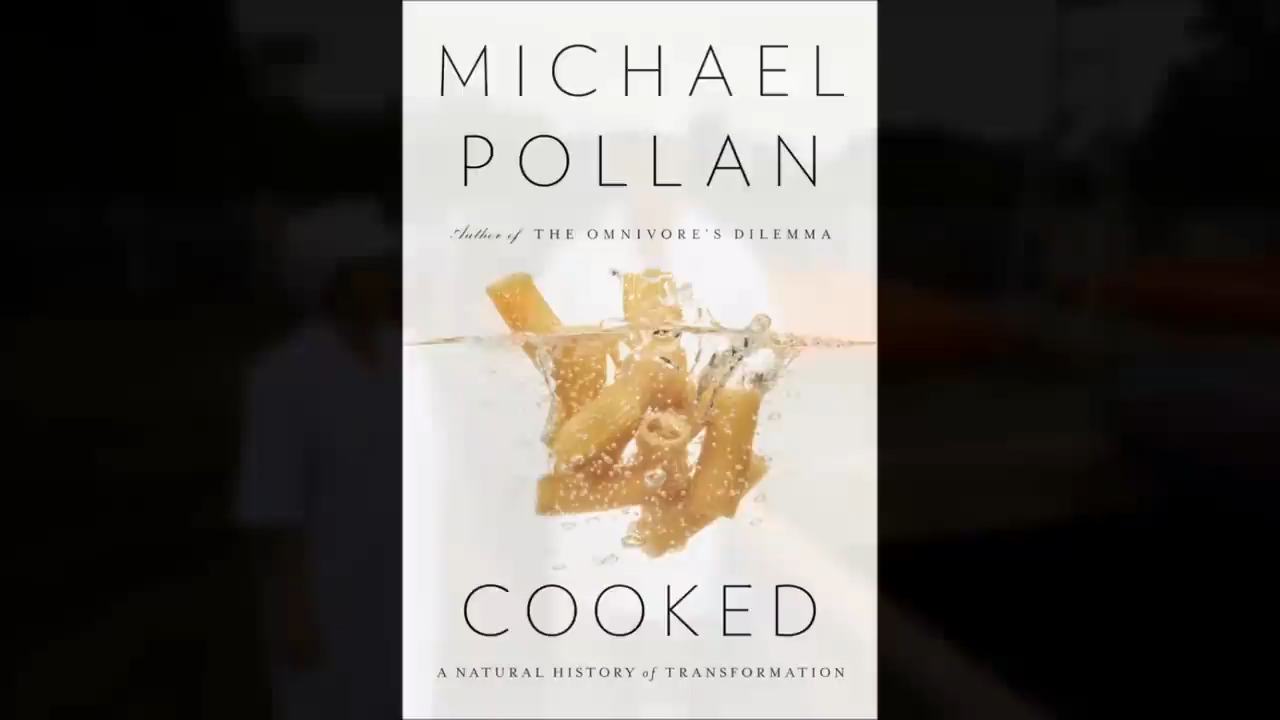 MICHAEL
POLLAN
Author of THE OMNIVORE'S DILEMMA
COOKED
A NATURAL HISTORY of TRANSFORMATION